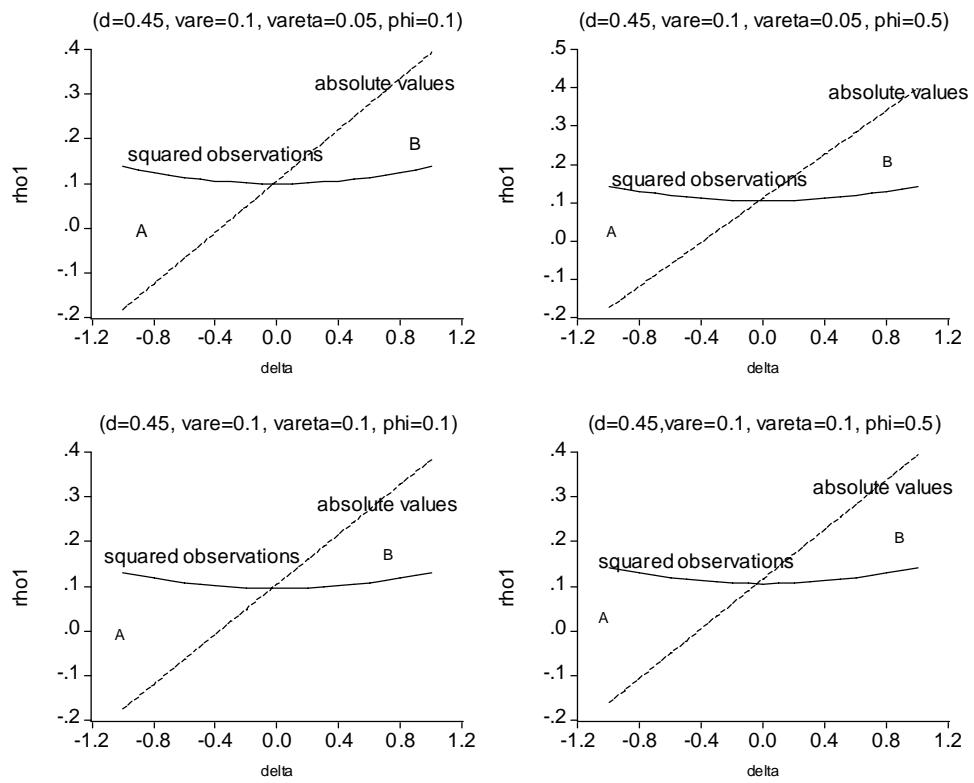 (d=0.45, vare=0.1, vareta=0.05, phi=0.1)
.4
.3
.2
.1
.0
-.1
-.2
rho1
absolute values
squared observations
A
B
-1.2 -0.8 -0.4 0.0 0.4 0.8 1.2
delta
(d=0.45, vare=0.1, vareta=0.05, phi=0.5)
.5
.4
.3
.2
.1
.0
-.1
-.2
rho1
absolute values
squared observations
A
B
-1.2 -0.8 -0.4 0.0 0.4 0.8 1.2
delta
(d=0.45, vare=0.1, vareta=0.1, phi=0.1)
.4
.3
.2
.1
.0
-.1
-.2
rho1
absolute values
squared observations
A
B
-1.2 -0.8 -0.4 0.0 0.4 0.8 1.2
delta
(d=0.45,vare=0.1, vareta=0.1, phi=0.5)
.4
.3
.2
.1
.0
-.1
-.2
rho1
absolute values
squared observations
A
B
-1.2 -0.8 -0.4 0.0 0.4 0.8 1.2
delta